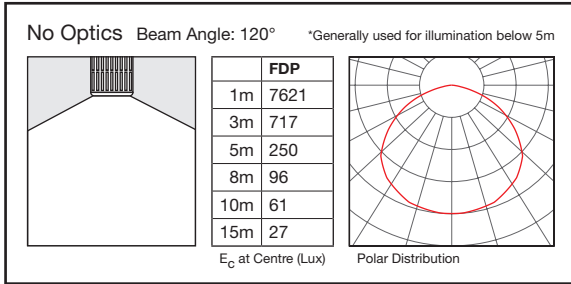 No Optics Beam Angle: 120° *Generally used for illumination below 5m
FDP
1m 7621
3m 717
5m 250
8m 96
10m 61
15m 27
EC at Centre (Lux) Polar Distribution